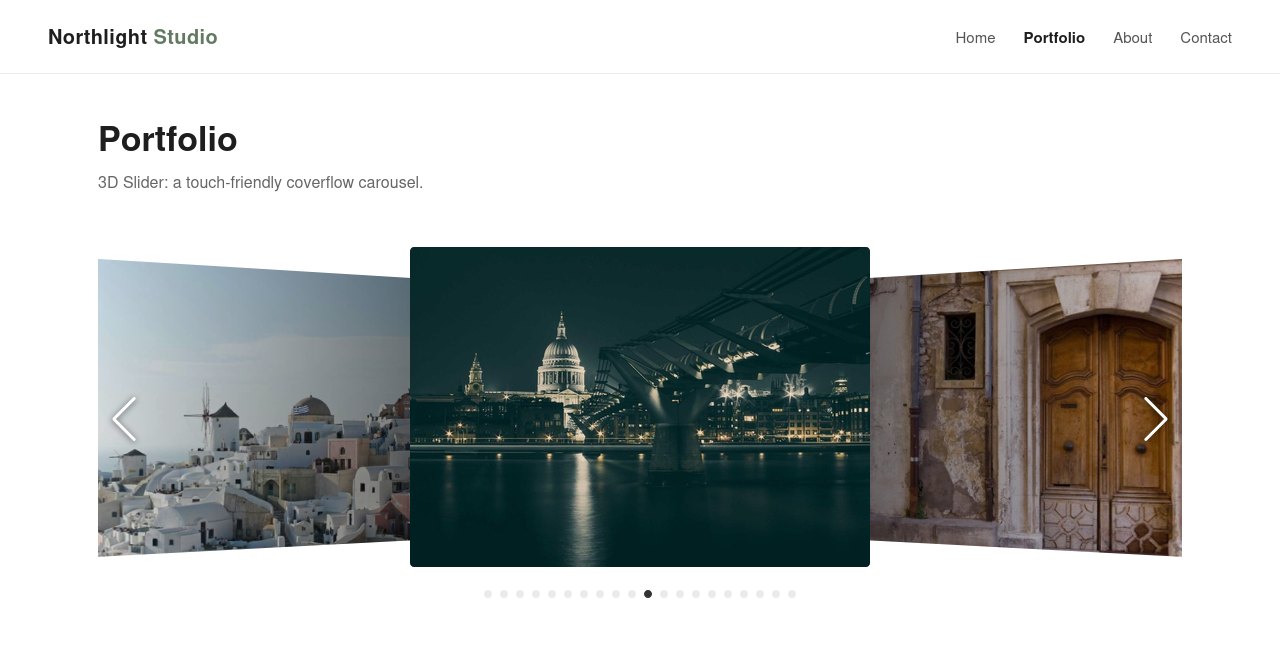 Northlight Studio
Home Portfolio About Contact
Portfolio
3D Slider: a touch-friendly coverflow carousel.